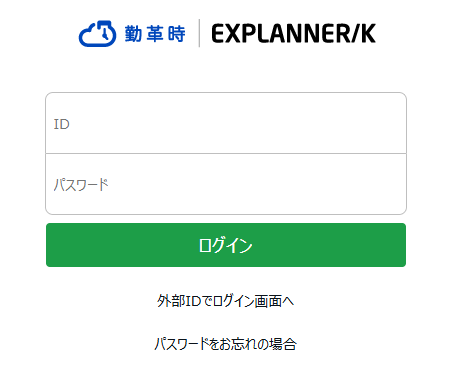 勤革時 EXPLANNER/K
ID
パスワード
ログイン
外部IDでログイン画面へ
パスワードをお忘れの場合